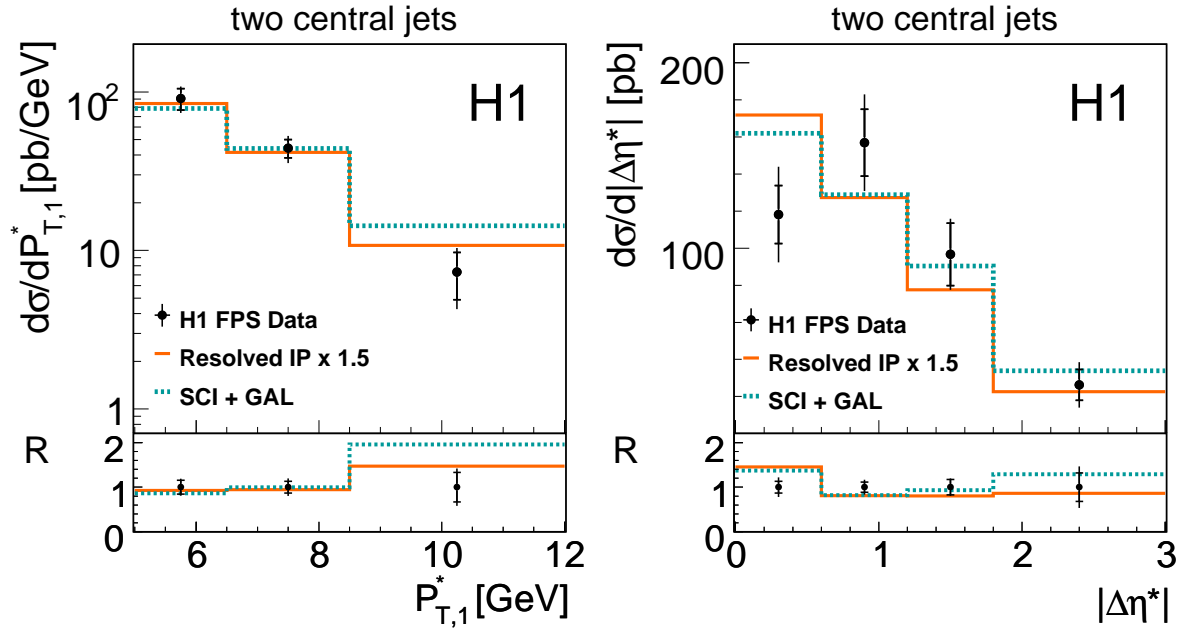 two central jets
dσ/dP*T,1 [pb/GeV]
10²
10
1
H1
H1 FPS Data
Resolved IP x 1.5
SCI + GAL
R
2
1
0
6 8 10 12
P*T,1 [GeV]
two central jets
dσ/d|Δη*| [pb]
200
100
H1
H1 FPS Data
Resolved IP x 1.5
SCI + GAL
R
2
1
0
0 1 2 3
|Δη*|